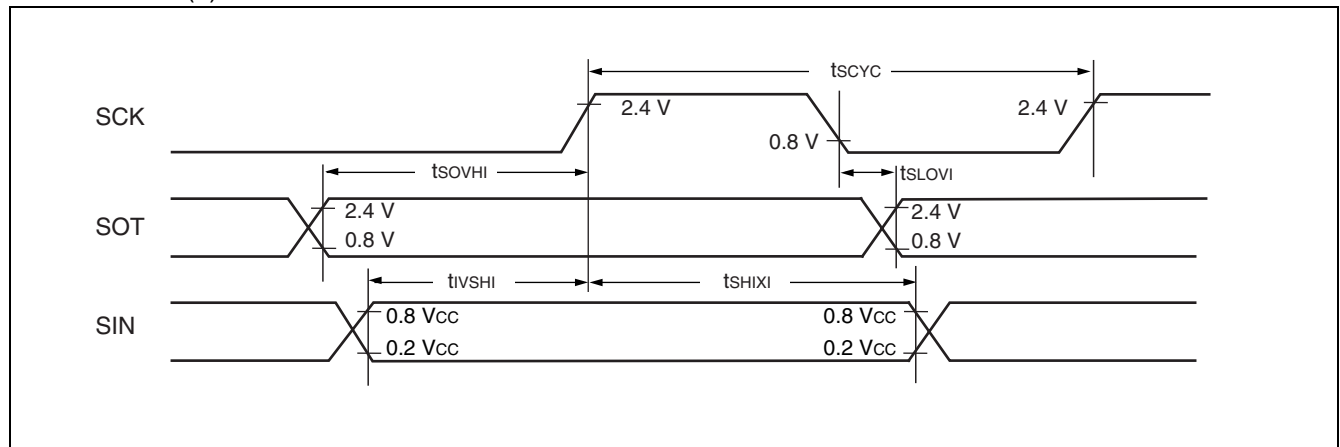 tSCYC
SCK
2.4 V
2.4 V
0.8 V
tSOVHI
tSLOVI
SOT
2.4 V
2.4 V
0.8 V
0.8 V
tIVSHI
tSHIXI
SIN
0.8 VCC
0.8 VCC
0.2 VCC
0.2 VCC